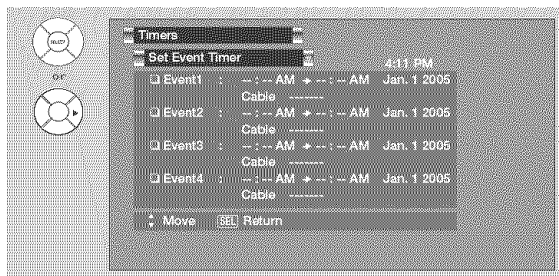 SELECT
or
Timers
Set Event Timer
4:11 PM
Event1 : -- : -- AM → -- : -- AM Jan. 1 2005
Cable -------
Event2 : -- : -- AM → -- : -- AM Jan. 1 2005
Cable -------
Event3 : -- : -- AM → -- : -- AM Jan. 1 2005
Cable -------
Event4 : -- : -- AM → -- : -- AM Jan. 1 2005
Cable -------
Move SEL Return